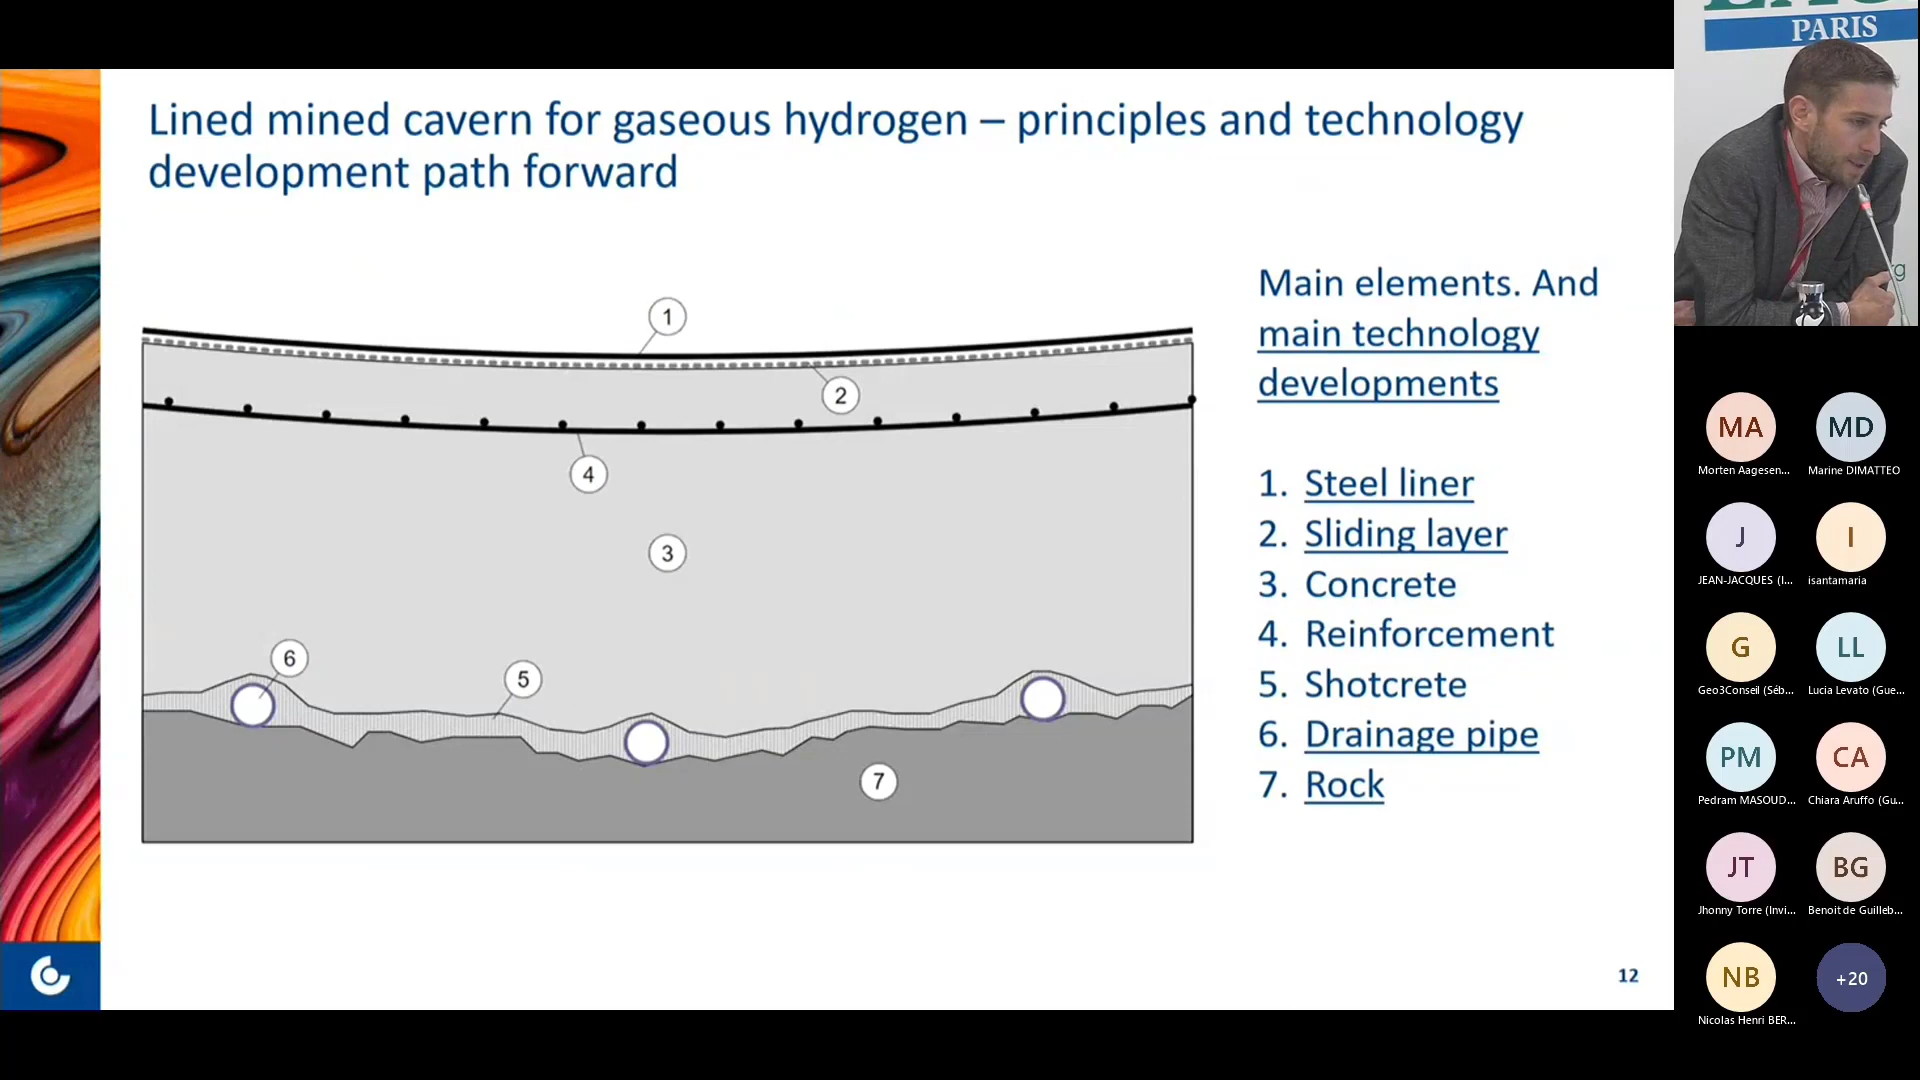 Lined mined cavern for gaseous hydrogen – principles and technology
development path forward
1
2
4
3
6
5
7
Main elements. And
main technology
developments
1. Steel liner
2. Sliding layer
3. Concrete
4. Reinforcement
5. Shotcrete
6. Drainage pipe
7. Rock
12
PARIS
MA
MD
Morten Aagesen...
Marine DIMATTEO
J
I
JEAN-JACQUES (I...
isantamaria
G
LL
Geo3Conseil (Séb...
Lucia Levato (Gue...
PM
CA
Pedram MASOUD...
Chiara Aruffo (Gu...
JT
BG
Jhonny Torre (Invi...
Benoit de Guilleb...
NB
+20
Nicolas Henri BER...